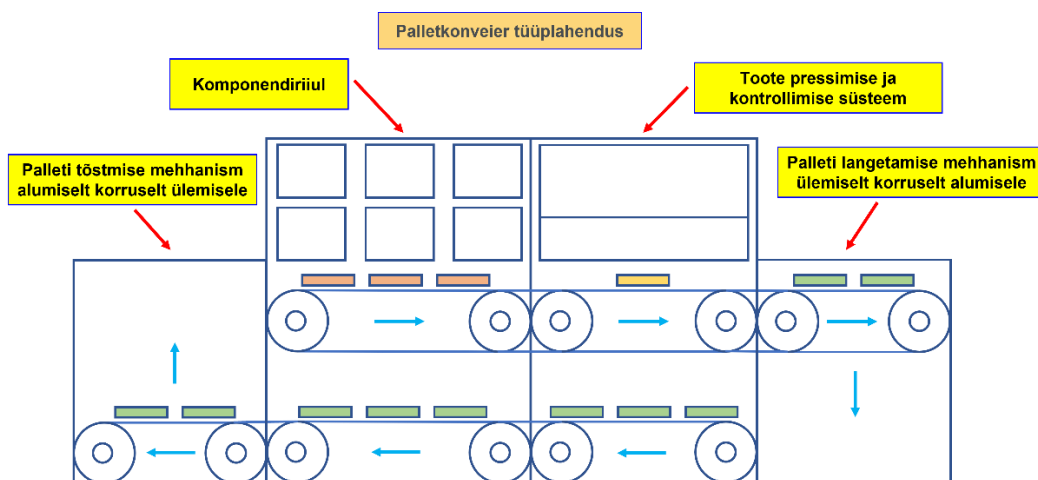 Palletkonveier tüüplahendus
Komponendiriiul
Toote pressimise ja
kontrollimise süsteem
Palleti tõstmise mehhanism
alumiselt korruselt ülemisele
Palleti langetamise mehhanism
ülemiselt korruselt alumisele